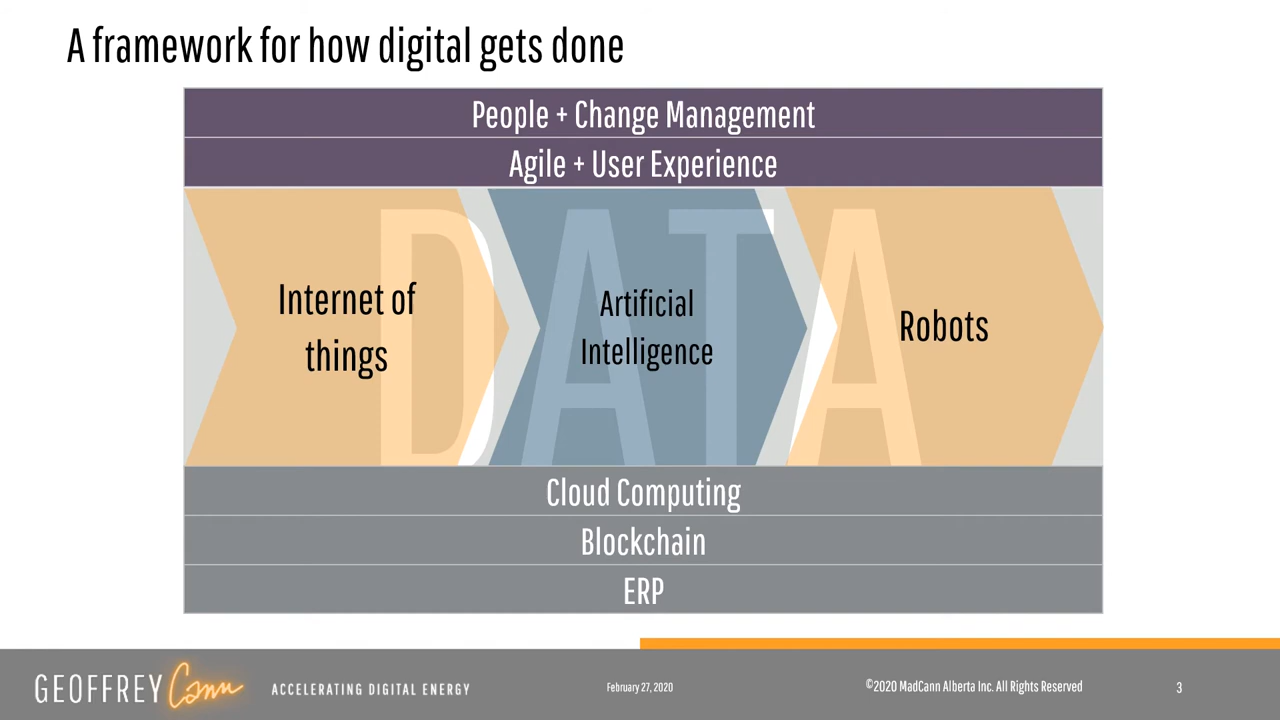 A framework for how digital gets done
People + Change Management
Agile + User Experience
DATA
Internet of
things
Artificial
Intelligence
Robots
Cloud Computing
Blockchain
ERP
GEOFFREY Cann ACCELERATING DIGITAL ENERGY
February 27, 2020
©2020 MadCann Alberta Inc. All Rights Reserved
3